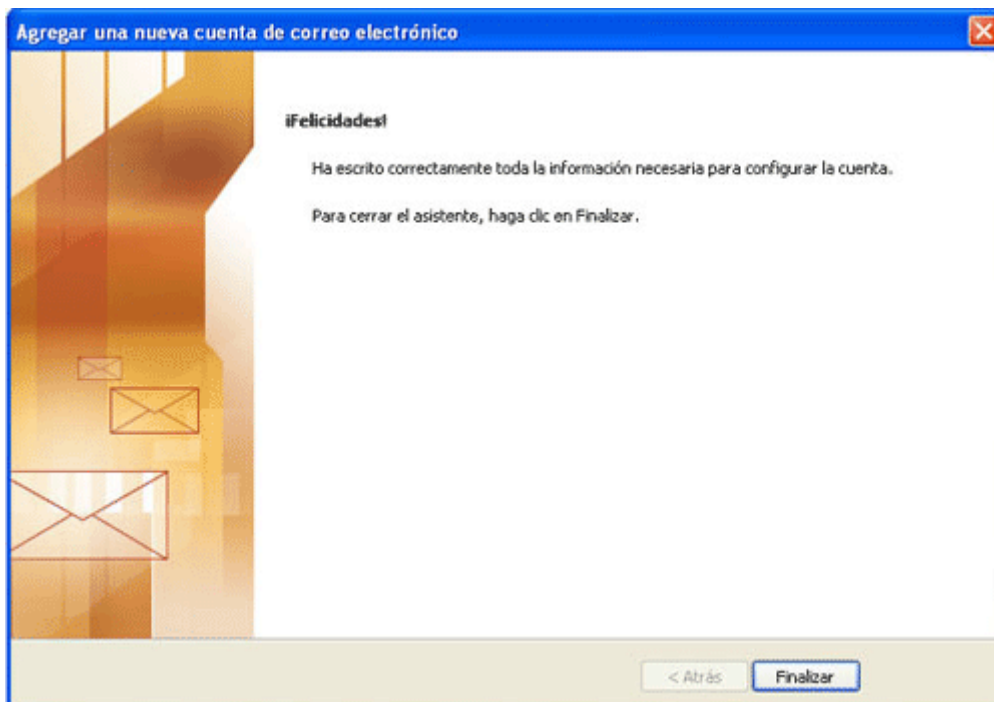 Agregar una nueva cuenta de correo electrónico
¡Felicidades!
Ha escrito correctamente toda la información necesaria para configurar la cuenta.
Para cerrar el asistente, haga clic en Finalizar.
< Atrás
Finalizar